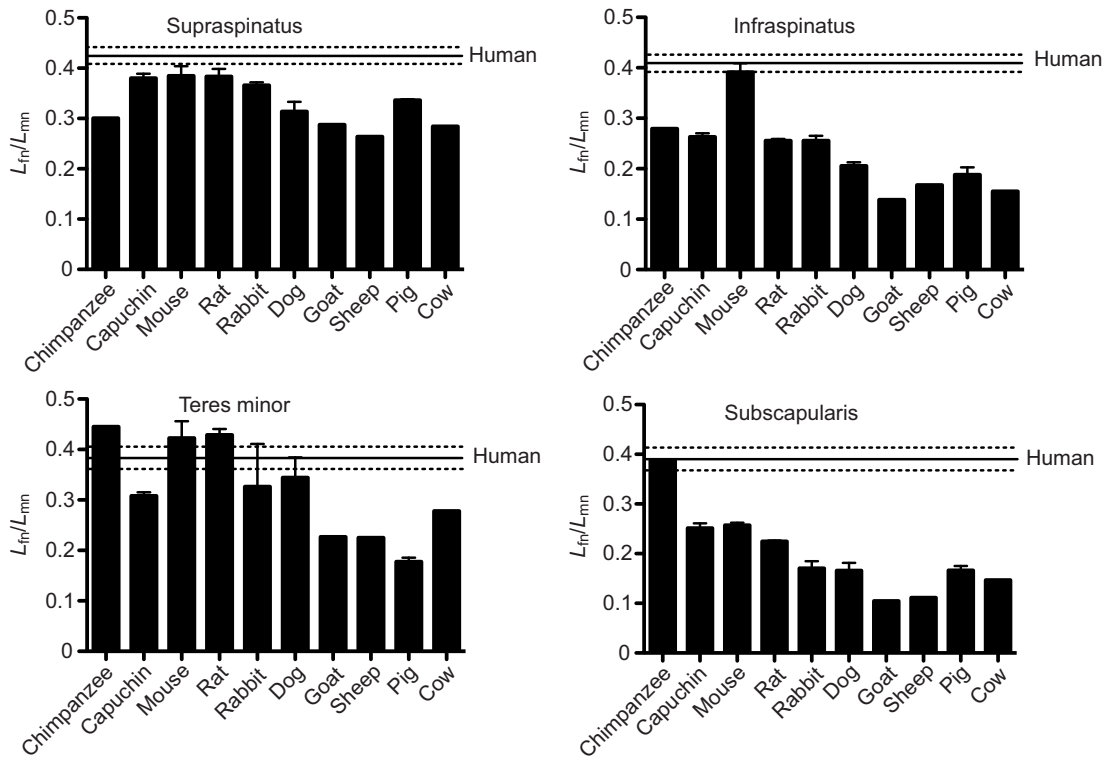 Supraspinatus
0.5
0.4
0.3
0.2
0.1
0
Lfn/Lmn
Human
Chimpanzee
Capuchin
Mouse
Rat
Rabbit
Dog
Goat
Sheep
Pig
Cow
Infraspinatus
0.5
0.4
0.3
0.2
0.1
0
Lfn/Lmn
Human
Chimpanzee
Capuchin
Mouse
Rat
Rabbit
Dog
Goat
Sheep
Pig
Cow
Teres minor
0.5
0.4
0.3
0.2
0.1
0
Lfn/Lmn
Human
Chimpanzee
Capuchin
Mouse
Rat
Rabbit
Dog
Goat
Sheep
Pig
Cow
Subscapularis
0.5
0.4
0.3
0.2
0.1
0
Lfn/Lmn
Human
Chimpanzee
Capuchin
Mouse
Rat
Rabbit
Dog
Goat
Sheep
Pig
Cow